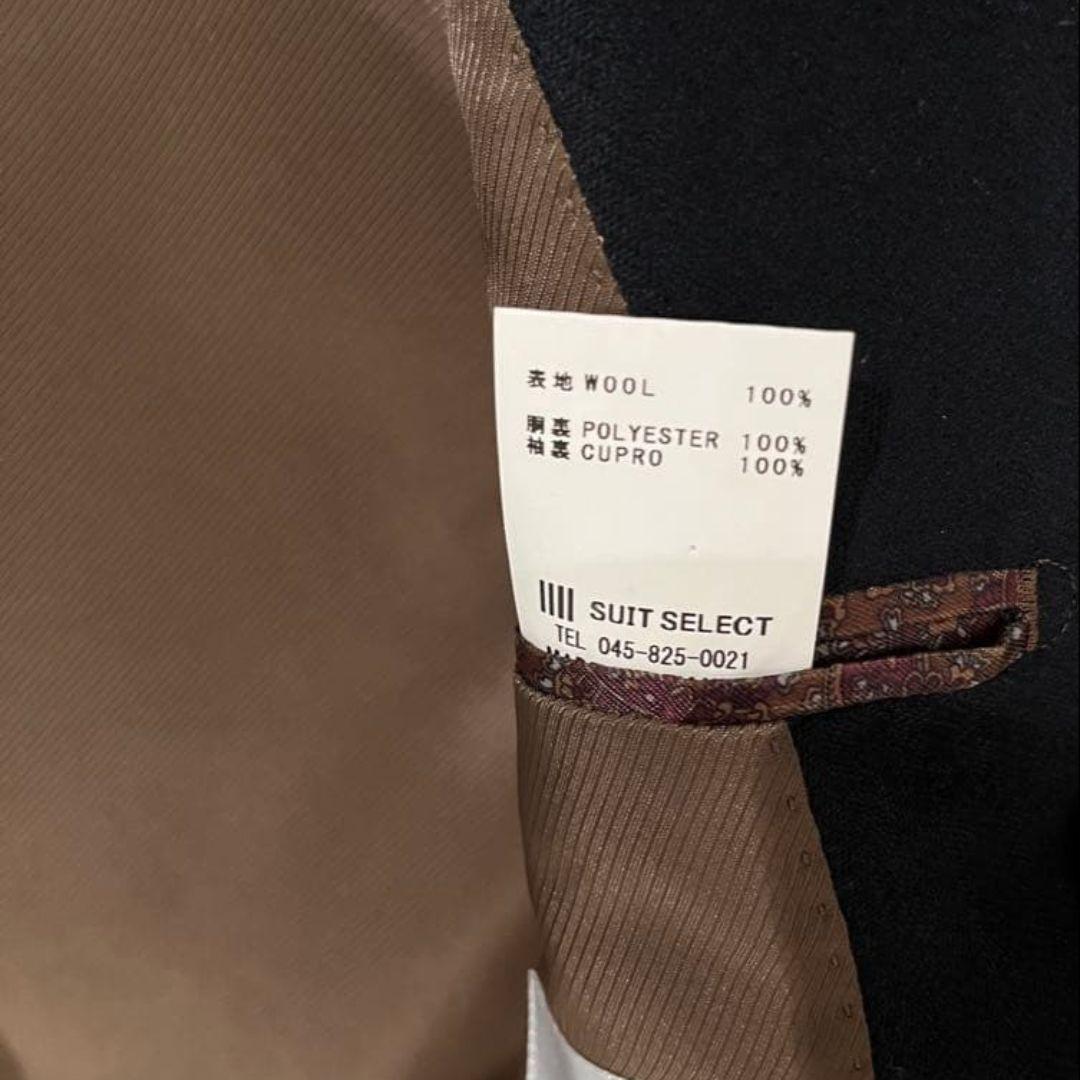 表地 WOOL 100%
胴裏 POLYESTER 100%
袖裏 CUPRO 100%
SUIT SELECT
TEL 045-825-0021